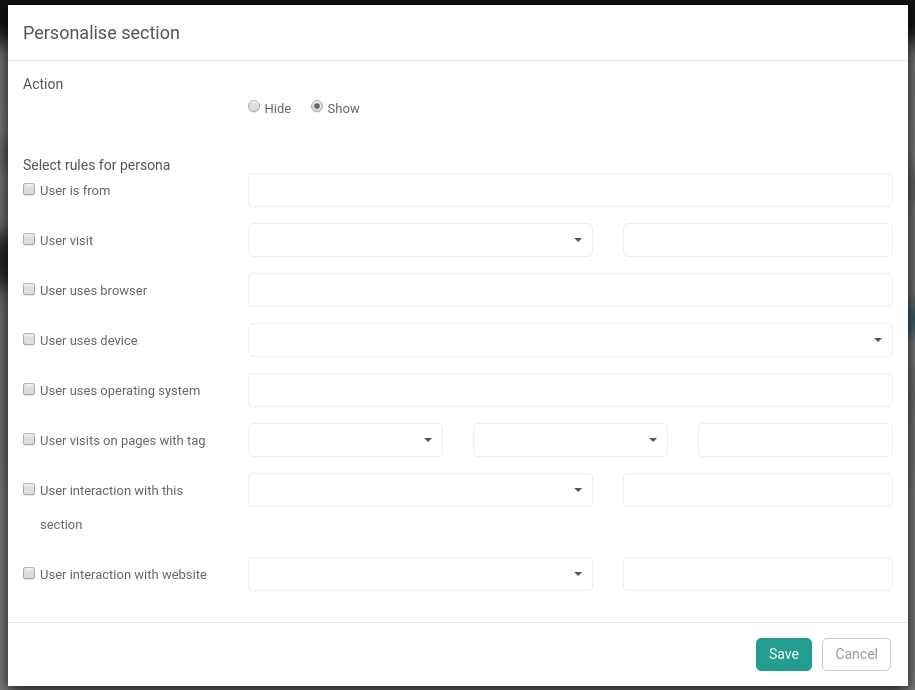 Personalise section
Action
Hide
Show
Select rules for persona
User is from
User visit
User uses browser
User uses device
User uses operating system
User visits on pages with tag
User interaction with this
section
User interaction with website
Save
Cancel